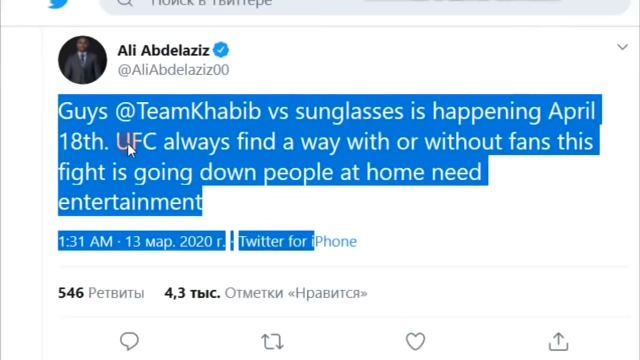 Поиск в Твиттере
Ali Abdelaziz
@AliAbdelaziz00
Guys @TeamKhabib vs sunglasses is happening April
18th. UFC always find a way with or without fans this
fight is going down people at home need
entertainment
1:31 AM · 13 мар. 2020 г. · Twitter for iPhone
546 Ретвиты 4,3 тыс. Отметки «Нравится»